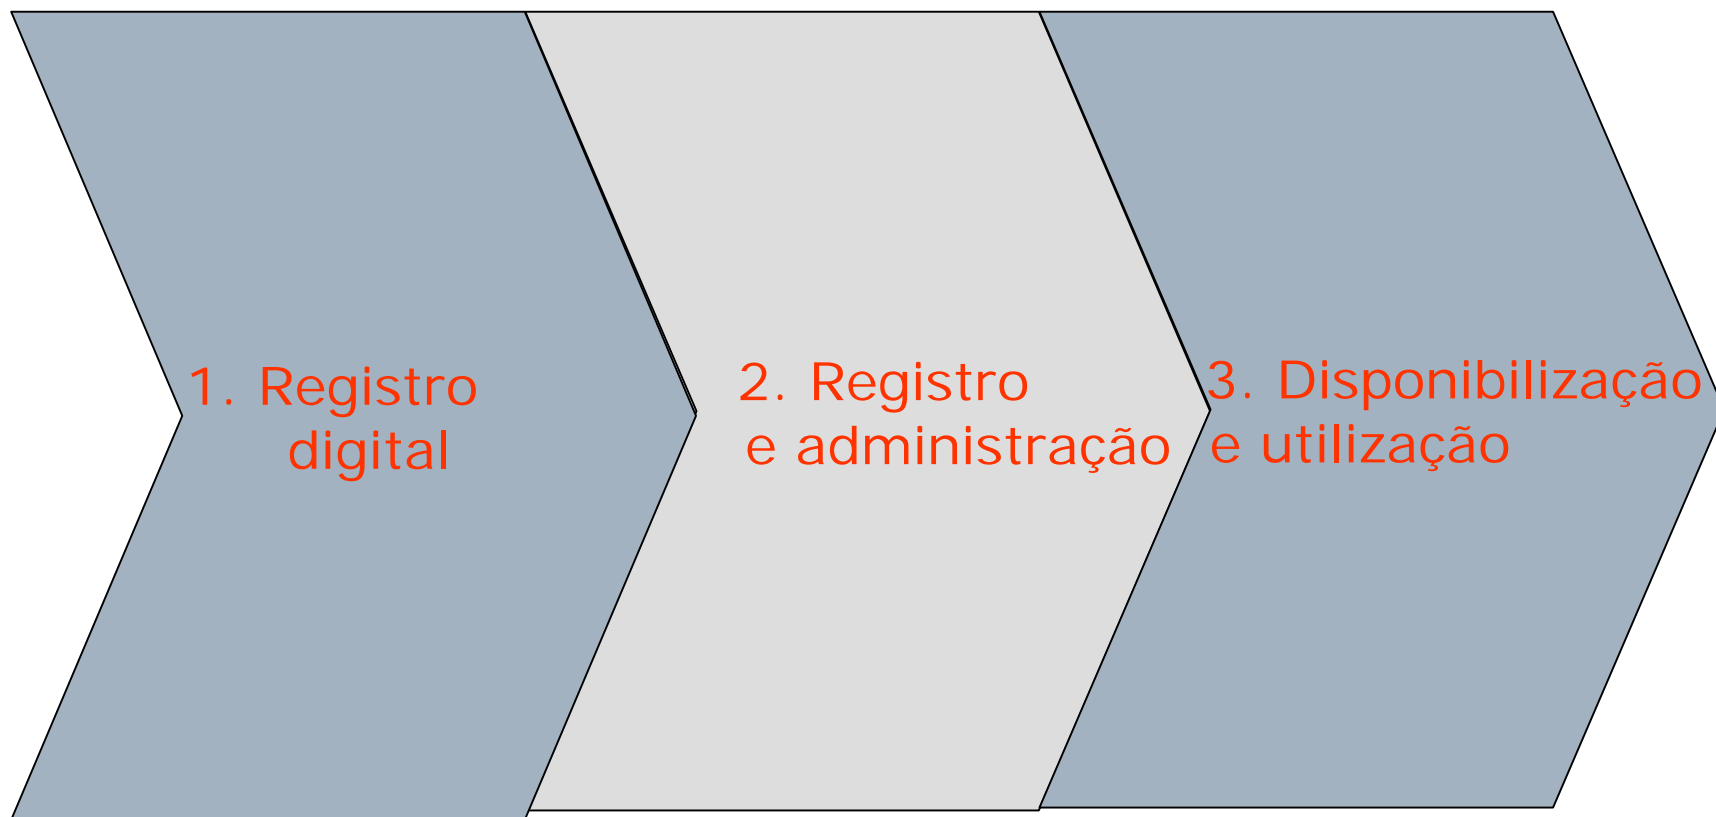 1. Registro
digital
2. Registro
e administração
3. Disponibilização
e utilização